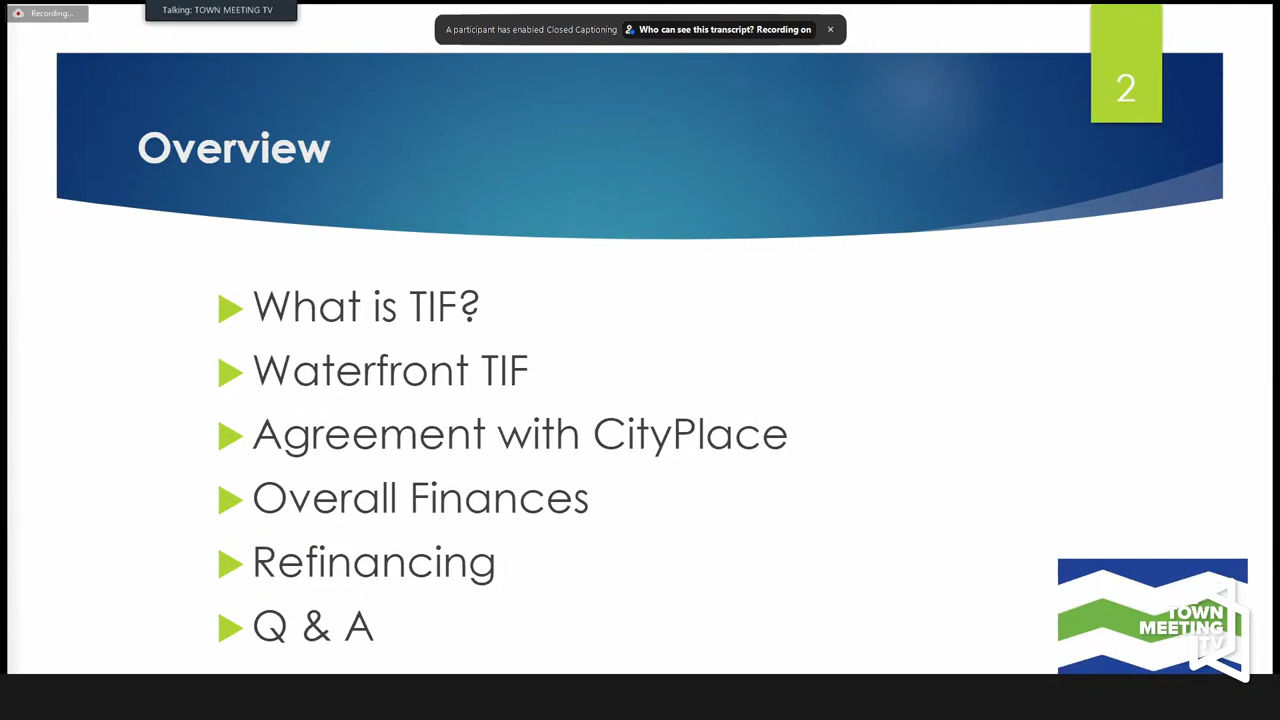 Recording...
Talking: TOWN MEETING TV
A participant has enabled Closed Captioning Who can see this transcript? Recording on ×
2
Overview
What is TIF?
Waterfront TIF
Agreement with CityPlace
Overall Finances
Refinancing
Q & A
TOWN
MEETING
TV